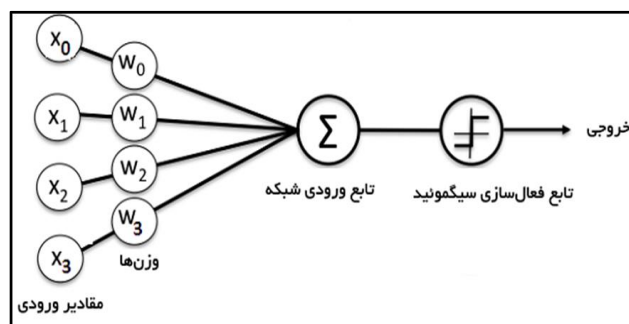 X0
W0
X1
W1
X2
W2
X3
W3
Σ
خروجی
تابع ورودی شبکه
تابع فعال‌سازی سیگموئید
وزن‌ها
مقادیر ورودی